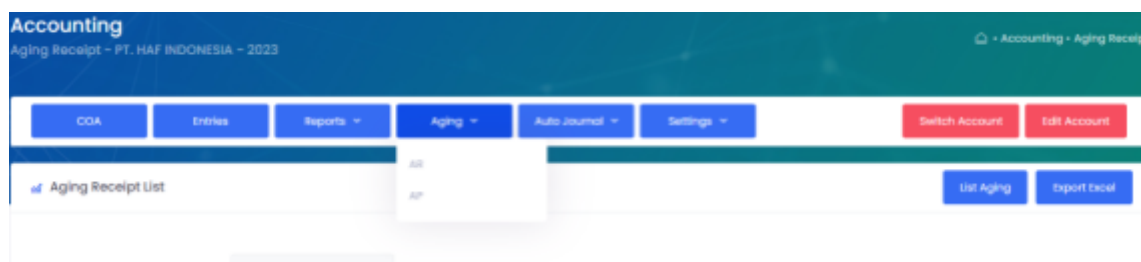 Accounting
Aging Receipt - PT. HAF INDONESIA - 2023
• Accounting • Aging Receip
COA Entries Reports Aging Auto Journal Settings Switch Account Edit Account
AR
AP
Aging Receipt List
List Aging Export Excel